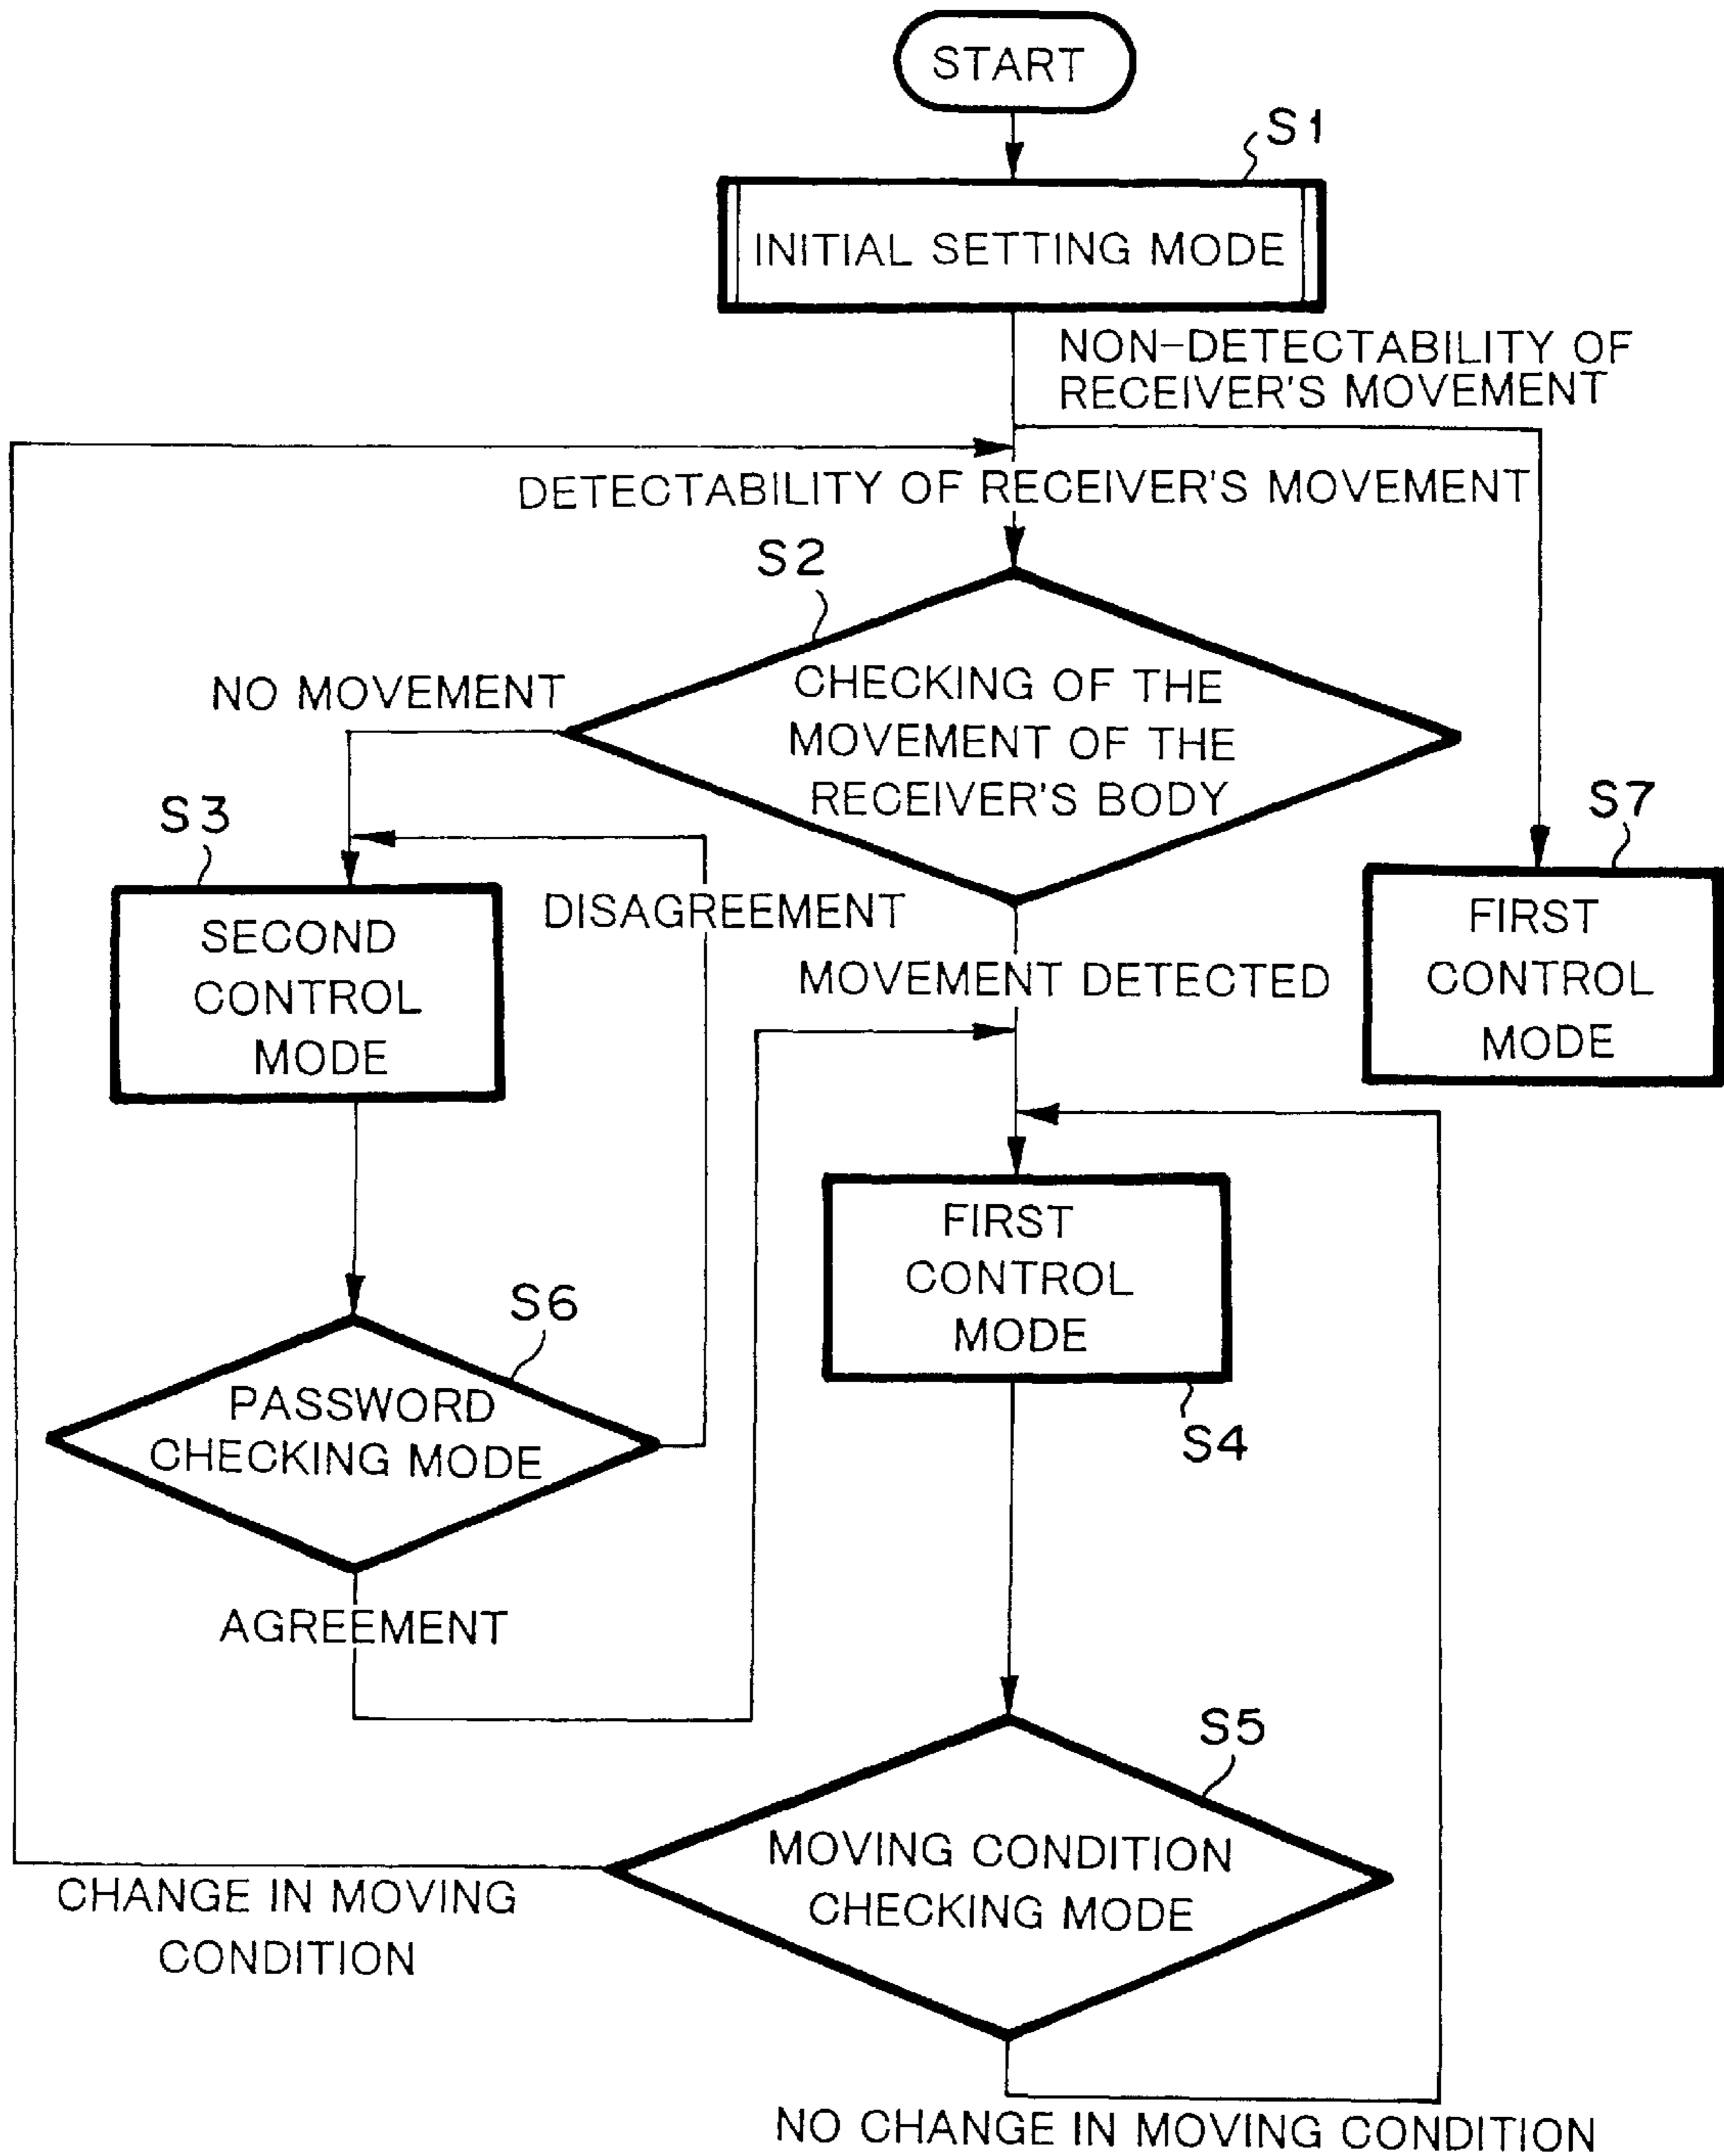 START
S1
INITIAL SETTING MODE
NON-DETECTABILITY OF
RECEIVER'S MOVEMENT
DETECTABILITY OF RECEIVER'S MOVEMENT
S2
NO MOVEMENT
CHECKING OF THE
MOVEMENT OF THE
RECEIVER'S BODY
S3
S7
DISAGREEMENT
SECOND
CONTROL
MODE
MOVEMENT DETECTED
FIRST
CONTROL
MODE
FIRST
CONTROL
MODE
S6
S4
PASSWORD
CHECKING MODE
AGREEMENT
S5
MOVING CONDITION
CHECKING MODE
CHANGE IN MOVING
CONDITION
NO CHANGE IN MOVING CONDITION